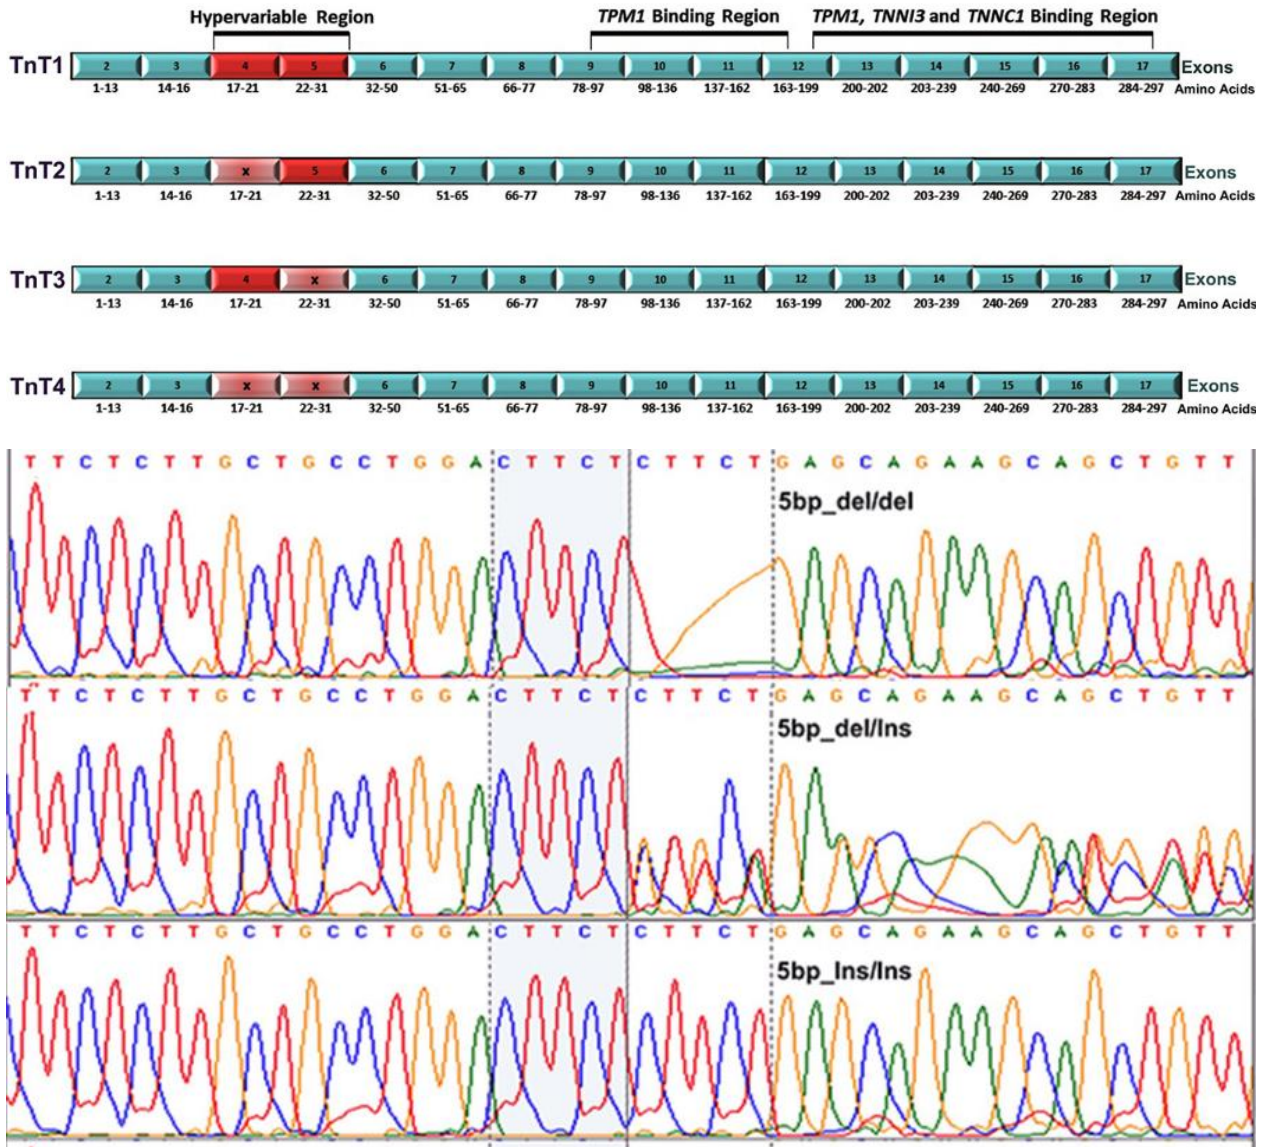 Hypervariable Region TPM1 Binding Region TPM1, TNNI3 and TNNC1 Binding Region
TnT1 2 3 4 5 6 7 8 9 10 11 12 13 14 15 16 17 Exons
1-13 14-16 17-21 22-31 32-50 51-65 66-77 78-97 98-136 137-162 163-199 200-202 203-239 240-269 270-283 284-297 Amino Acids
TnT2 2 3 x 5 6 7 8 9 10 11 12 13 14 15 16 17 Exons
1-13 14-16 17-21 22-31 32-50 51-65 66-77 78-97 98-136 137-162 163-199 200-202 203-239 240-269 270-283 284-297 Amino Acids
TnT3 2 3 4 x 6 7 8 9 10 11 12 13 14 15 16 17 Exons
1-13 14-16 17-21 22-31 32-50 51-65 66-77 78-97 98-136 137-162 163-199 200-202 203-239 240-269 270-283 284-297 Amino Acids
TnT4 2 3 x x 6 7 8 9 10 11 12 13 14 15 16 17 Exons
1-13 14-16 17-21 22-31 32-50 51-65 66-77 78-97 98-136 137-162 163-199 200-202 203-239 240-269 270-283 284-297 Amino Acids
T T C T C T T G C T G C C T G G A C T T C T C T T C T G A G C A G A A G C A G C T G T T
5bp_del/del
T T C T C T T G C T G C C T G G A C T T C T C T T C T G A G C A G A A G C A G C T G T T
5bp_del/Ins
T T C T C T T G C T G C C T G G A C T T C T C T T C T G A G C A G A A G C A G C T G T T
5bp_Ins/Ins